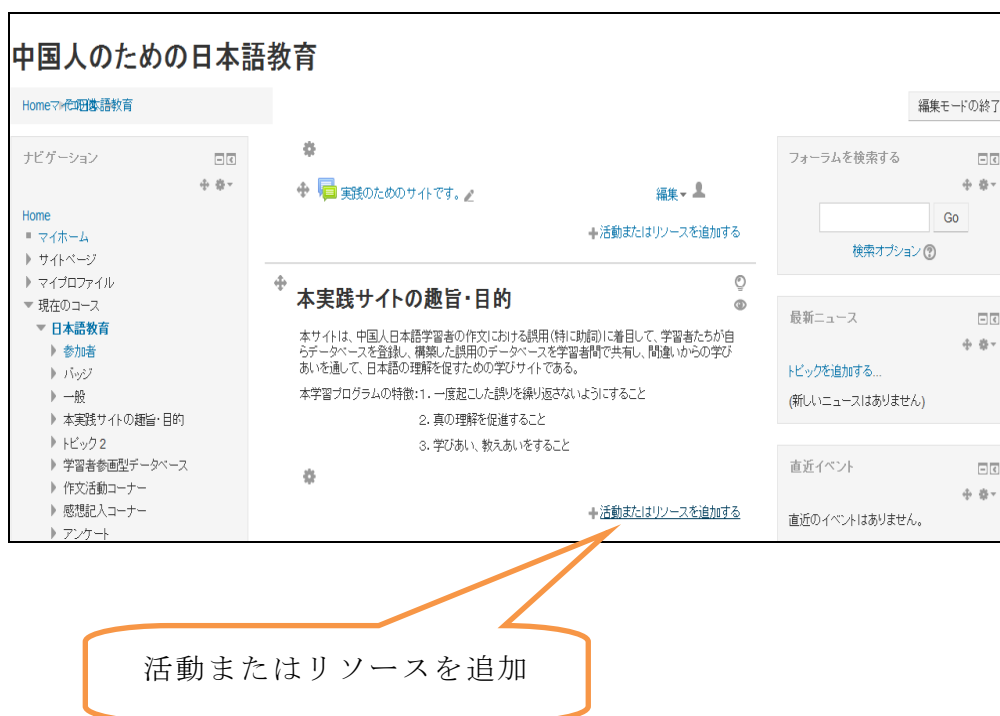 中国人のための日本語教育
Home
日本語教育
編集モードの終了
ナビゲーション
Home
マイホーム
サイトページ
マイプロファイル
現在のコース
日本語教育
参加者
バッジ
一般
本実践サイトの趣旨・目的
トピック 2
学習者参画型データベース
作文活動コーナー
感想記入コーナー
アンケート
実践のためのサイトです。
編集
活動またはリソースを追加する
本実践サイトの趣旨・目的
本サイトは、中国人日本語学習者の作文における誤用(特に助詞)に着目して、学習者たちが自
らデータベースを登録し、構築した誤用のデータベースを学習者間で共有し、間違いからの学び
あいを通して、日本語の理解を促すための学びサイトである。
本学習プログラムの特徴:1. 一度起こした誤りを繰り返さないようにすること
2. 真の理解を促進すること
3. 学びあい、教えあいをすること
活動またはリソースを追加する
フォーラムを検索する
Go
検索オプション
最新ニュース
トピックを追加する...
(新しいニュースはありません)
直近イベント
直近のイベントはありません。
活動またはリソースを追加